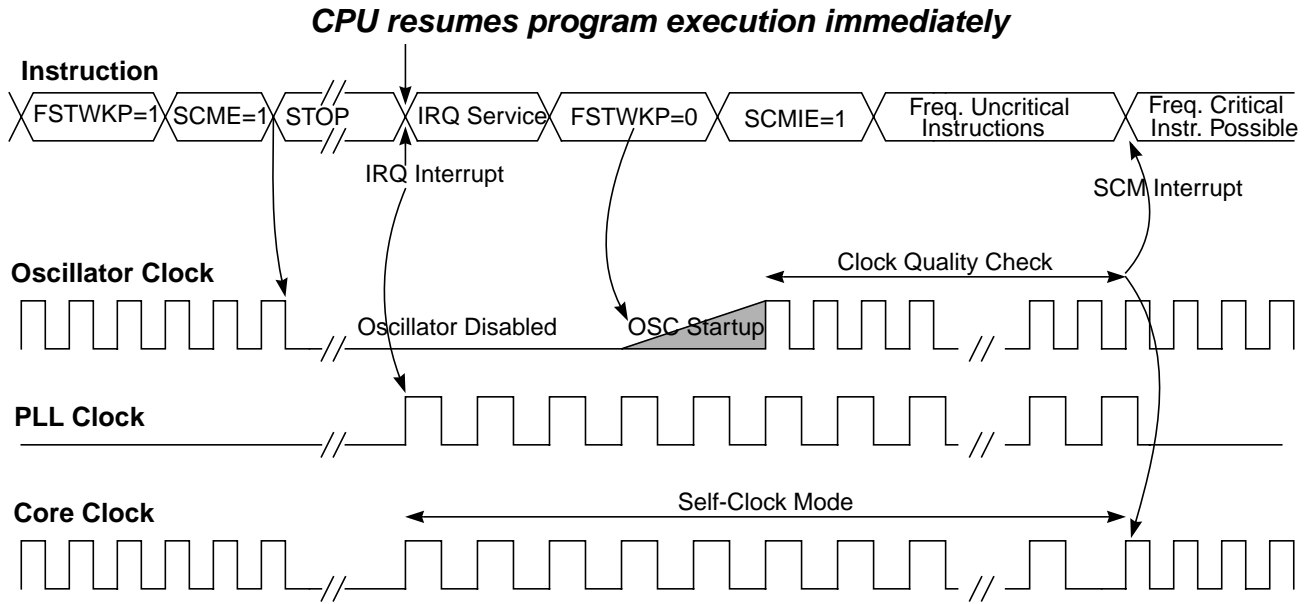 CPU resumes program execution immediately
Instruction
FSTWKP=1
SCME=1
STOP
IRQ Service
FSTWKP=0
SCMIE=1
Freq. Uncritical
Instructions
Freq. Critical
Instr. Possible
IRQ Interrupt
SCM Interrupt
Oscillator Clock
Clock Quality Check
Oscillator Disabled
OSC Startup
PLL Clock
Core Clock
Self-Clock Mode